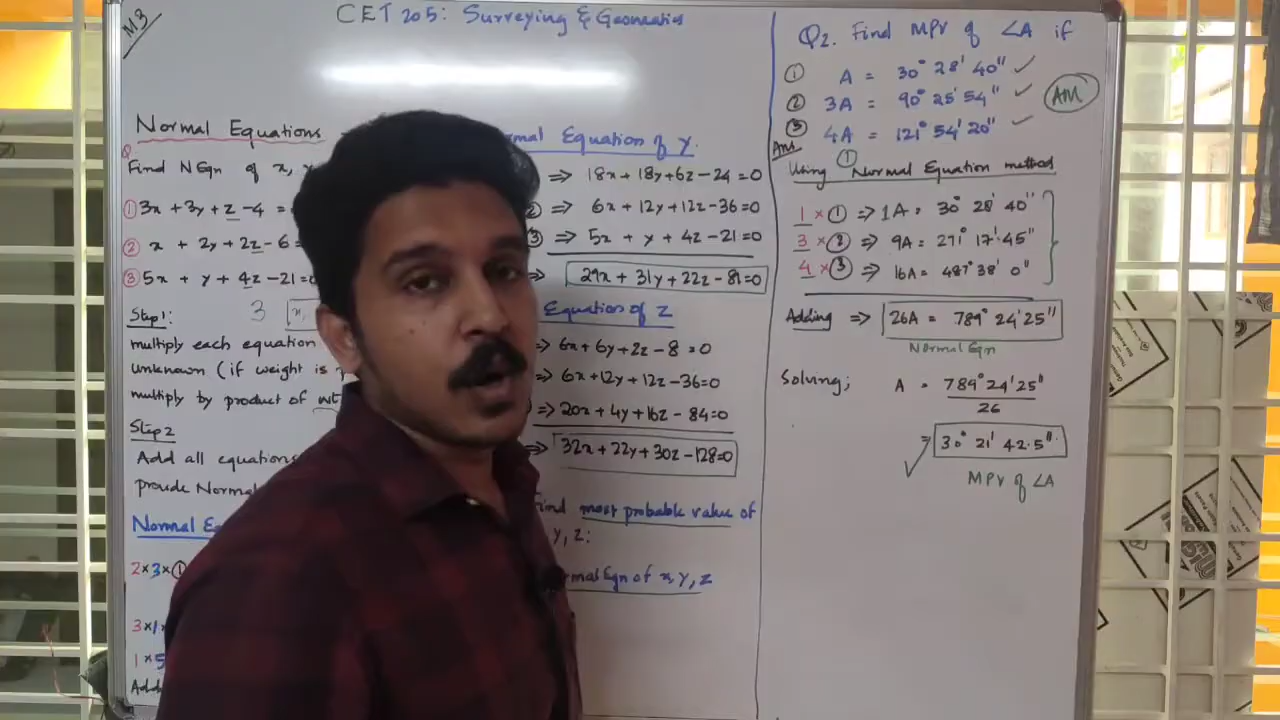 M3
CET 205: Surveying & Geomatics
Normal Equations
Q
Find N Eqn of x, y
① 3x + 3y + z - 4 =
② x + 2y + 2z - 6 =
③ 5x + y + 4z - 21 = 0
Step 1:
3
multiply each equation
unknown (if weight is
multiply by product of
Step 2
Add all equations
provide Normal
Normal E
2×3×①
3×1×
1×5
Add
rmal Equation of y.
⇒ 18x + 18y + 6z - 24 = 0
② ⇒ 6x + 12y + 12z - 36 = 0
③ ⇒ 5x + y + 4z - 21 = 0
⇒ 29x + 31y + 22z - 81 = 0
Equation of z
⇒ 6x + 6y + 2z - 8 = 0
⇒ 6x + 12y + 12z - 36 = 0
⇒ 20x + 4y + 16z - 84 = 0
⇒ 32x + 22y + 30z - 128 = 0
Find most probable value of
y, z:
rmal Eqn of x, y, z
Q2. Find MPV of ∠A if
① A = 30° 28' 40" ✓
② 3A = 90° 25' 54" ✓
③ 4A = 121° 54' 20" ✓
AM
Ans
Using ① Normal Equation method
1 × ① ⇒ 1A = 30° 28' 40"
3 × ② ⇒ 9A = 271° 17' 45"
4 × ③ ⇒ 16A = 487° 38' 0"
Adding ⇒ 26A = 789° 24' 25"
Normal Eqn
Solving; A = 789° 24' 25"
26
⇒ 30° 21' 42.5"
MPV of ∠A